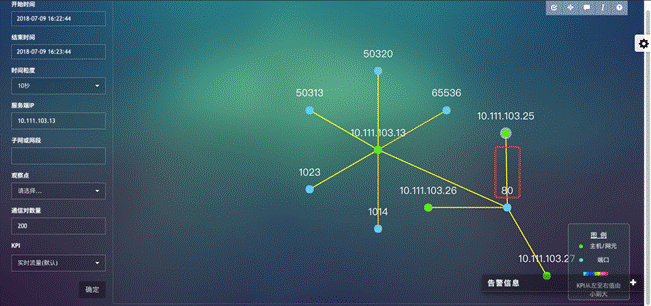 开始时间
2018-07-09 16:22:44
结束时间
2018-07-09 16:23:44
时间粒度
10秒
服务端IP
10.111.103.13
子网或网段
观察点
请选择...
通信对数量
200
KPI
实时流量(默认)
确定
50320
50313
65536
10.111.103.25
10.111.103.13
1023
10.111.103.26
80
1014
10.111.103.27
图 例
主机/网元
端口
KPI从左至右值由
小到大
告警信息